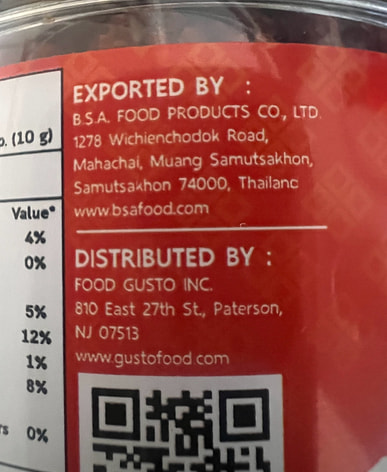 EXPORTED BY :
B.S.A. FOOD PRODUCTS CO., LTD.
1278 Wichienchodok Road,
Mahachai, Muang Samutsakhon,
Samutsakhon 74000, Thailand
www.bsafood.com
DISTRIBUTED BY :
FOOD GUSTO INC.
810 East 27th St., Paterson,
NJ 07513
www.gustofood.com
(10 g)
Value*
4%
0%
5%
12%
1%
8%
0%